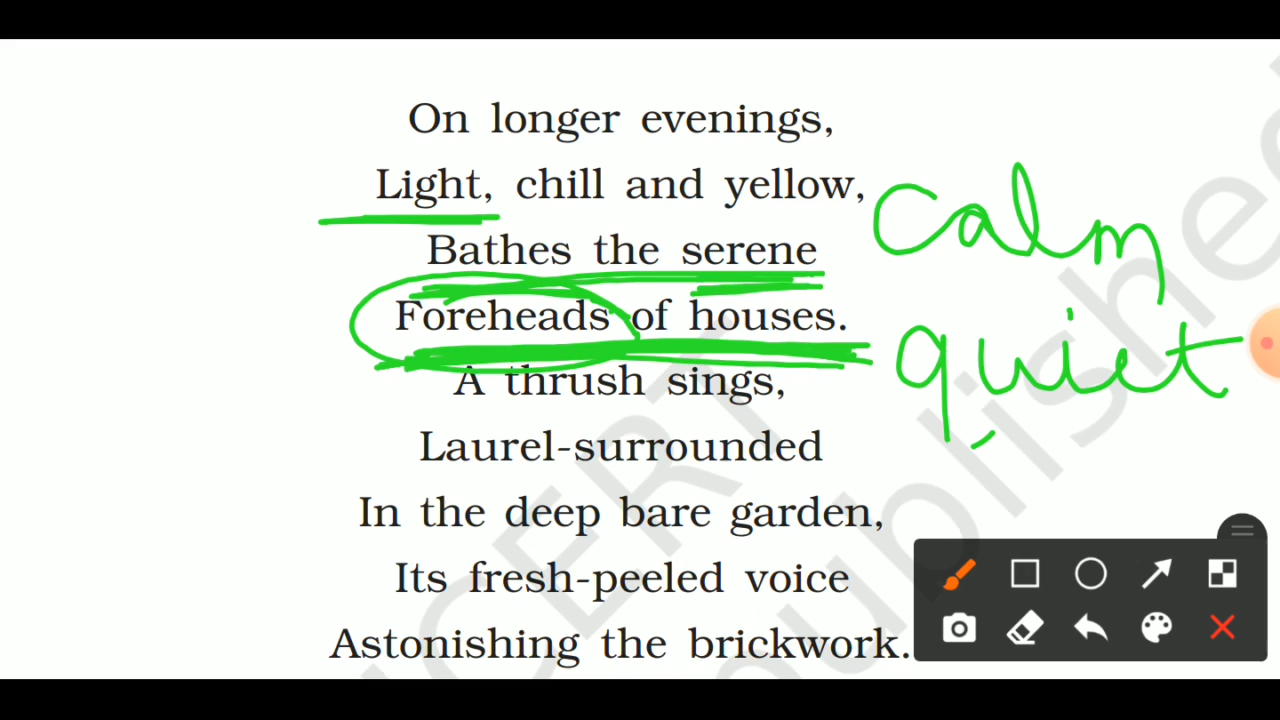 On longer evenings,
Light, chill and yellow,
Bathes the serene
Foreheads of houses.
A thrush sings,
Laurel-surrounded
In the deep bare garden,
Its fresh-peeled voice
Astonishing the brickwork.
calm
quiet